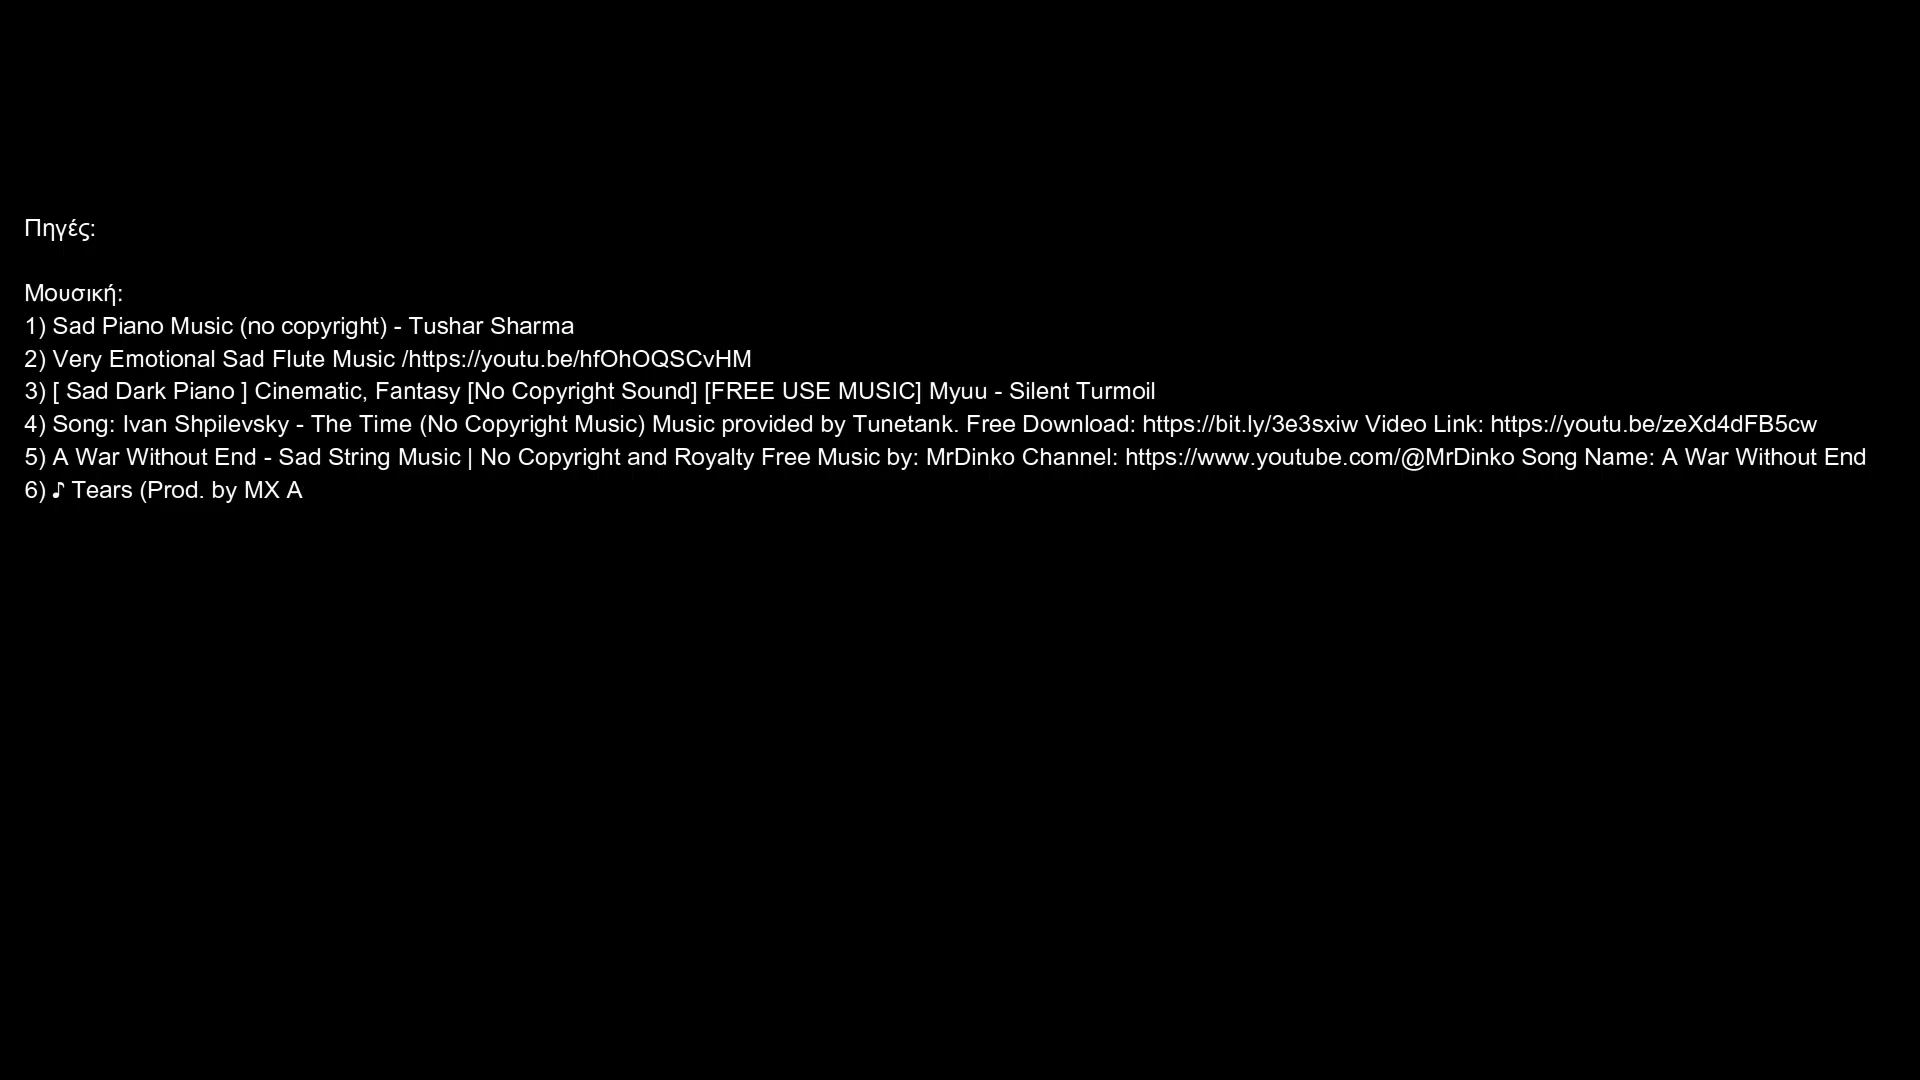 Πηγές:
Μουσική:
1) Sad Piano Music (no copyright) - Tushar Sharma
2) Very Emotional Sad Flute Music /https://youtu.be/hfOhOQSCvHM
3) [ Sad Dark Piano ] Cinematic, Fantasy [No Copyright Sound] [FREE USE MUSIC] Myuu - Silent Turmoil
4) Song: Ivan Shpilevsky - The Time (No Copyright Music) Music provided by Tunetank. Free Download: https://bit.ly/3e3sxiw Video Link: https://youtu.be/zeXd4dFB5cw
5) A War Without End - Sad String Music | No Copyright and Royalty Free Music by: MrDinko Channel: https://www.youtube.com/@MrDinko Song Name: A War Without End
6) ♪ Tears (Prod. by MX A